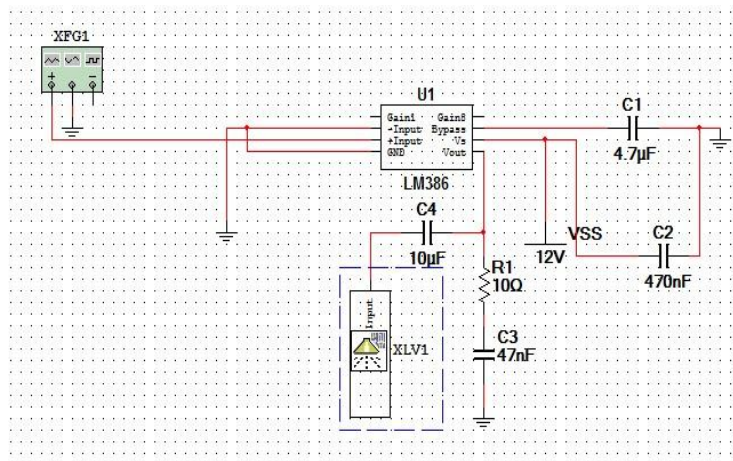 XFG1
+ −
U1
Gain1 Gain8
-Input Bypass
+Input Vs
GND Vout
LM386
C1
4.7µF
C4
10µF
VSS
12V
C2
470nF
R1
10Ω
Input
XLV1
C3
47nF